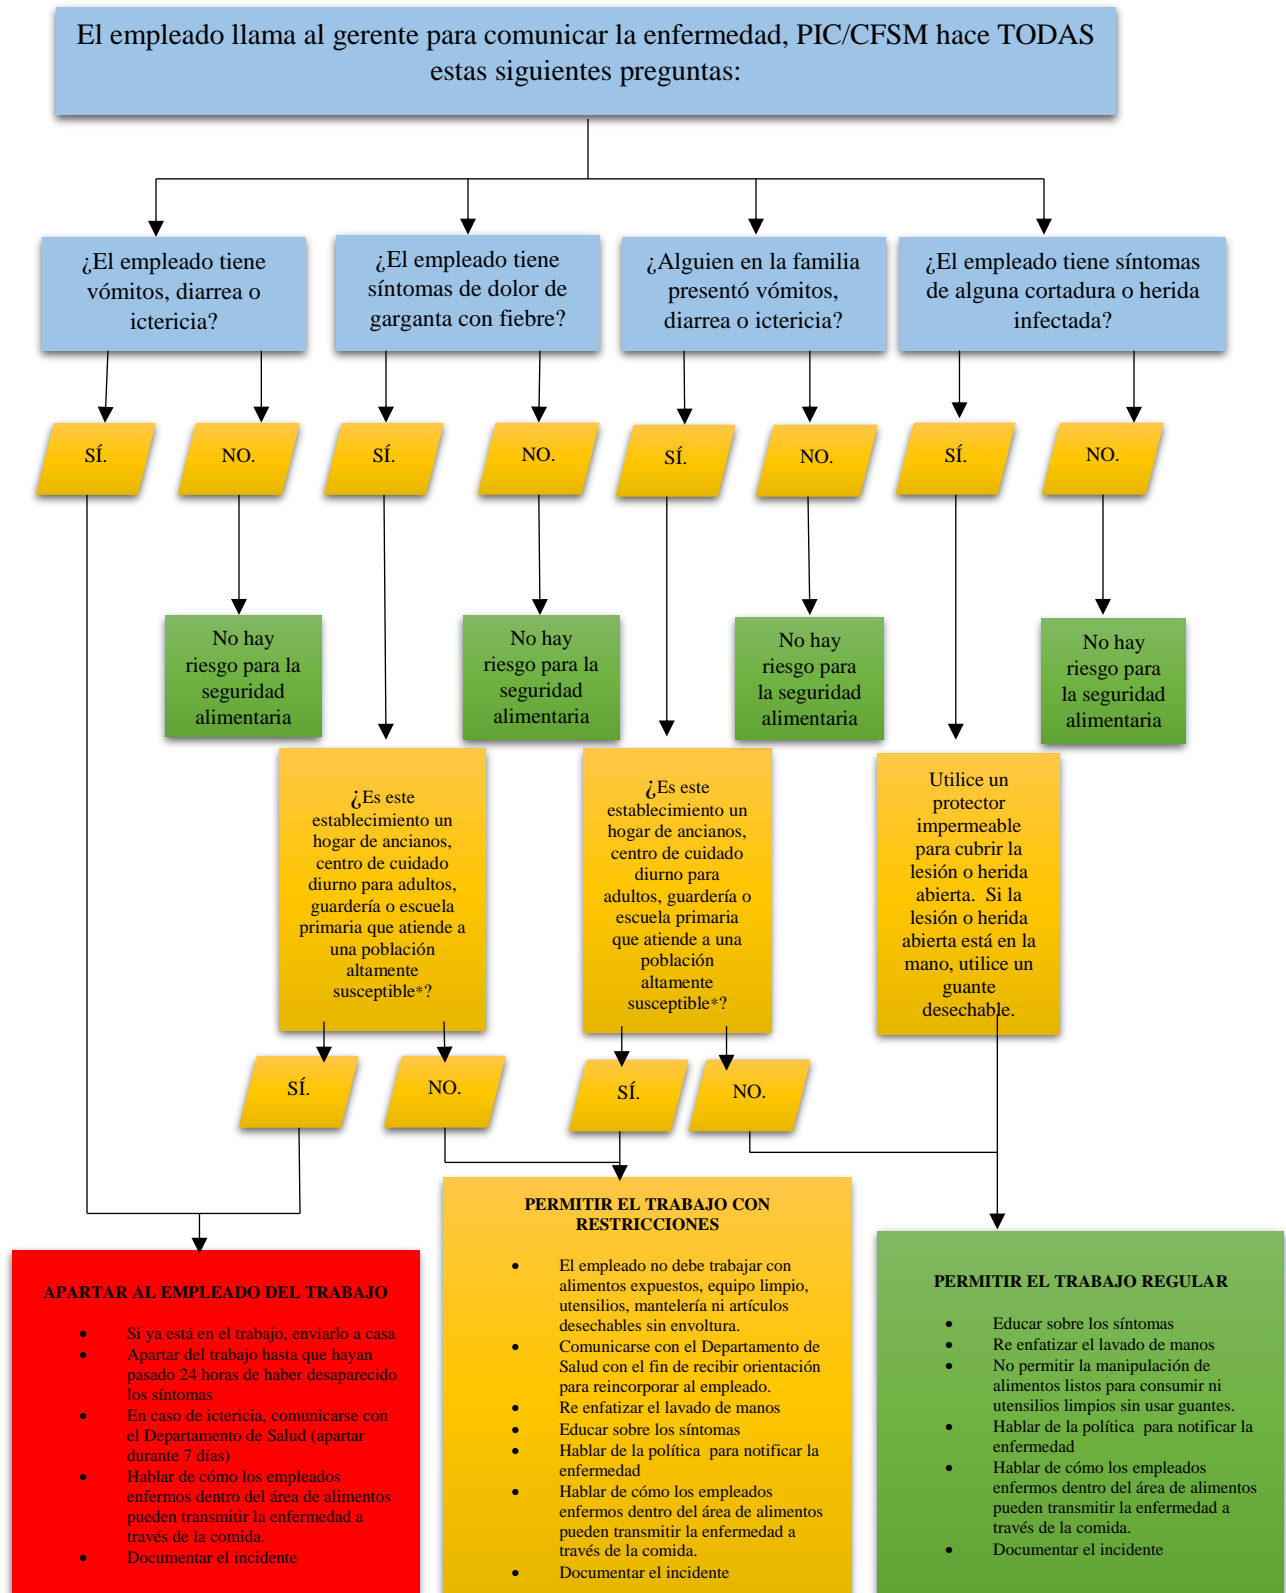 El empleado llama al gerente para comunicar la enfermedad, PIC/CFSM hace TODAS
estas siguientes preguntas:
¿El empleado tiene
vómitos, diarrea o
ictericia?
¿El empleado tiene
síntomas de dolor de
garganta con fiebre?
¿Alguien en la familia
presentó vómitos,
diarrea o ictericia?
¿El empleado tiene síntomas
de alguna cortadura o herida
infectada?
SÍ.
NO.
SÍ.
NO.
SÍ.
NO.
SÍ.
NO.
No hay
riesgo para la
seguridad
alimentaria
No hay
riesgo para la
seguridad
alimentaria
No hay
riesgo para
la seguridad
alimentaria
No hay
riesgo para
la seguridad
alimentaria
¿Es este
establecimiento un
hogar de ancianos,
centro de cuidado
diurno para adultos,
guardería o escuela
primaria que atiende a
una población
altamente
susceptible*?
¿Es este
establecimiento un
hogar de ancianos,
centro de cuidado
diurno para
adultos, guardería o
escuela primaria
que atiende a una
población
altamente
susceptible*?
Utilice un
protector
impermeable
para cubrir la
lesión o herida
abierta. Si la
lesión o herida
abierta está en la
mano, utilice un
guante
desechable.
SÍ.
NO.
SÍ.
NO.
APARTAR AL EMPLEADO DEL TRABAJO
• Si ya está en el trabajo, enviarlo a casa
• Apartar del trabajo hasta que hayan
pasado 24 horas de haber desaparecido
los síntomas
• En caso de ictericia, comunicarse con
el Departamento de Salud (apartar
durante 7 días)
• Hablar de cómo los empleados
enfermos dentro del área de alimentos
pueden transmitir la enfermedad a
través de la comida.
• Documentar el incidente
PERMITIR EL TRABAJO CON
RESTRICCIONES
• El empleado no debe trabajar con
alimentos expuestos, equipo limpio,
utensilios, mantelería ni artículos
desechables sin envoltura.
• Comunicarse con el Departamento de
Salud con el fin de recibir orientación
para reincorporar al empleado.
• Re enfatizar el lavado de manos
• Educar sobre los síntomas
• Hablar de la política para notificar la
enfermedad
• Hablar de cómo los empleados
enfermos dentro del área de alimentos
pueden transmitir la enfermedad a
través de la comida.
• Documentar el incidente
PERMITIR EL TRABAJO REGULAR
• Educar sobre los síntomas
• Re enfatizar el lavado de manos
• No permitir la manipulación de
alimentos listos para consumir ni
utensilios limpios sin usar guantes.
• Hablar de la política para notificar la
enfermedad
• Hablar de cómo los empleados
enfermos dentro del área de alimentos
pueden transmitir la enfermedad a
través de la comida.
• Documentar el incidente